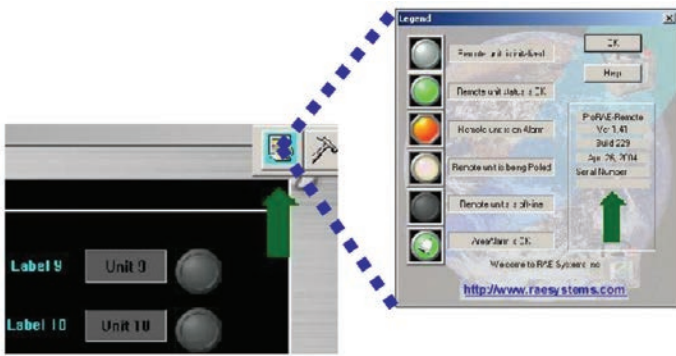 Legend
OK
Remote unit is initialized
Help
Remote unit status is OK
ProRAE-Remote
Ver 1.41
Remote unit is in Alarm
Build 229
Apr 26, 2004
Serial Number
Remote unit is being Polled
Remote unit is off-line
Area Alarm is OK
Welcome to RAE Systems Inc
http://www.raesystems.com
Label 9
Unit 9
Label 10
Unit 10